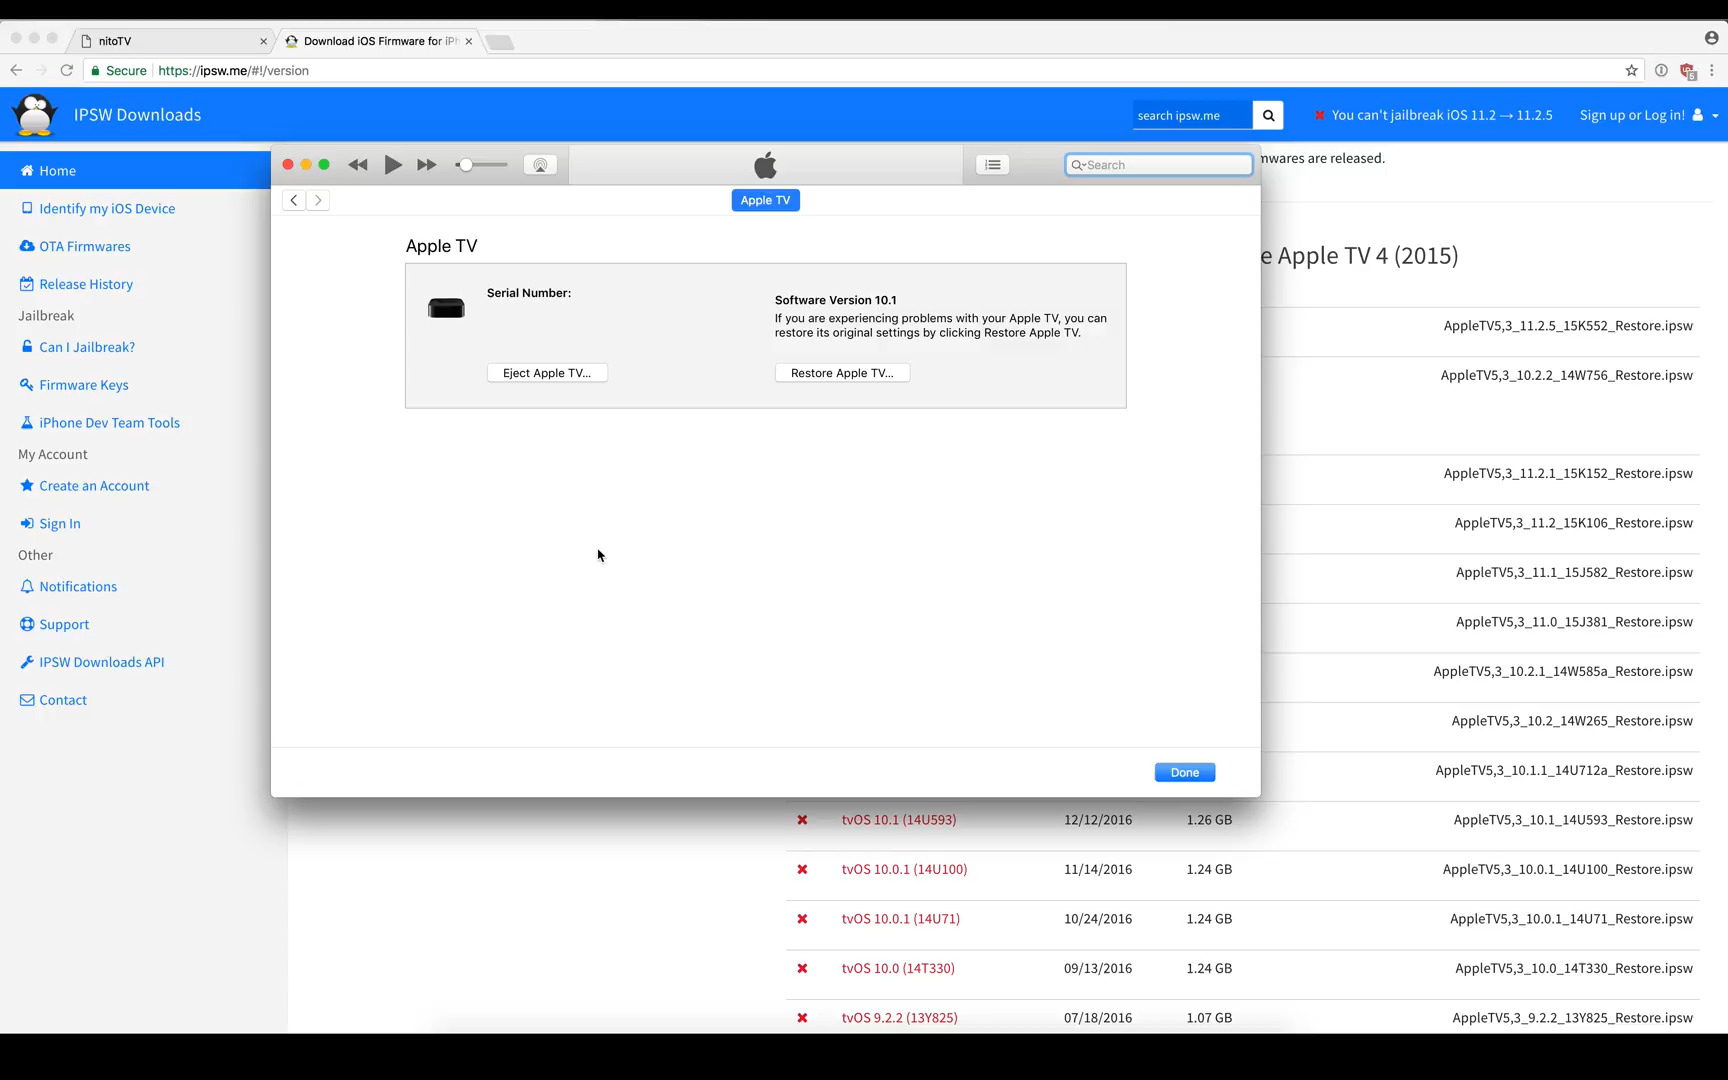 nitoTV
Download iOS Firmware for iPh
Secure
https://ipsw.me/#!/version
IPSW Downloads
search ipsw.me
You can't jailbreak iOS 11.2 → 11.2.5
Sign up or Log in!
Home
Identify my iOS Device
OTA Firmwares
Release History
Jailbreak
Can I Jailbreak?
Firmware Keys
iPhone Dev Team Tools
My Account
Create an Account
Sign In
Other
Notifications
Support
IPSW Downloads API
Contact
Search
Apple TV
Apple TV
Serial Number:
Software Version 10.1
If you are experiencing problems with your Apple TV, you can
restore its original settings by clicking Restore Apple TV.
Eject Apple TV...
Restore Apple TV...
Done
mwares are released.
e Apple TV 4 (2015)
AppleTV5,3_11.2.5_15K552_Restore.ipsw
AppleTV5,3_10.2.2_14W756_Restore.ipsw
AppleTV5,3_11.2.1_15K152_Restore.ipsw
AppleTV5,3_11.2_15K106_Restore.ipsw
AppleTV5,3_11.1_15J582_Restore.ipsw
AppleTV5,3_11.0_15J381_Restore.ipsw
AppleTV5,3_10.2.1_14W585a_Restore.ipsw
AppleTV5,3_10.2_14W265_Restore.ipsw
AppleTV5,3_10.1.1_14U712a_Restore.ipsw
tvOS 10.1 (14U593) 12/12/2016 1.26 GB AppleTV5,3_10.1_14U593_Restore.ipsw
tvOS 10.0.1 (14U100) 11/14/2016 1.24 GB AppleTV5,3_10.0.1_14U100_Restore.ipsw
tvOS 10.0.1 (14U71) 10/24/2016 1.24 GB AppleTV5,3_10.0.1_14U71_Restore.ipsw
tvOS 10.0 (14T330) 09/13/2016 1.24 GB AppleTV5,3_10.0_14T330_Restore.ipsw
tvOS 9.2.2 (13Y825) 07/18/2016 1.07 GB AppleTV5,3_9.2.2_13Y825_Restore.ipsw